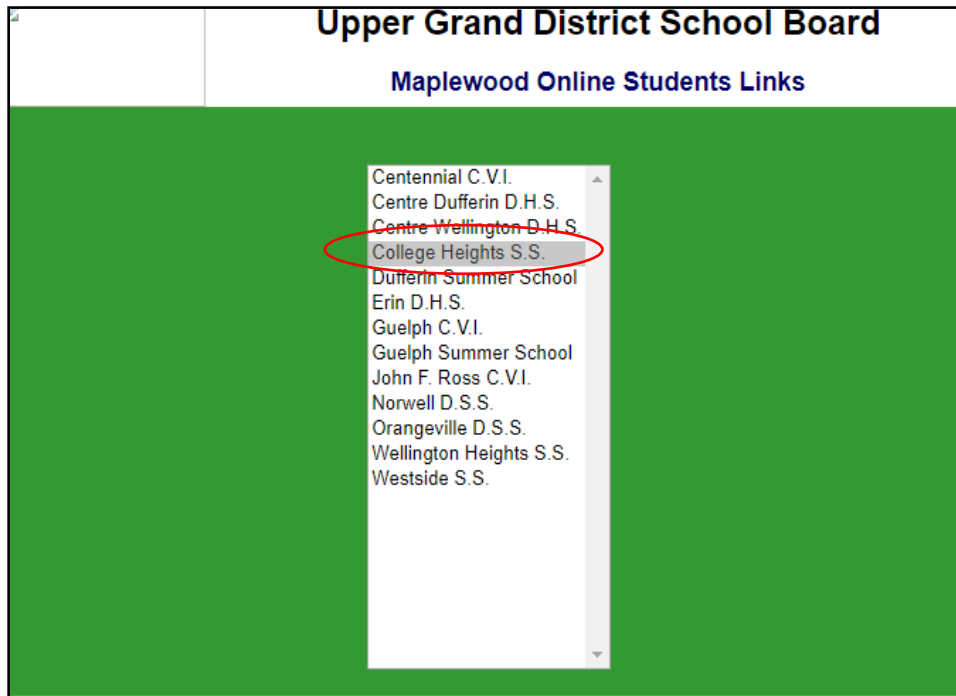 Upper Grand District School Board
Maplewood Online Students Links
Centennial C.V.I.
Centre Dufferin D.H.S.
Centre Wellington D.H.S.
College Heights S.S.
Dufferin Summer School
Erin D.H.S.
Guelph C.V.I.
Guelph Summer School
John F. Ross C.V.I.
Norwell D.S.S.
Orangeville D.S.S.
Wellington Heights S.S.
Westside S.S.